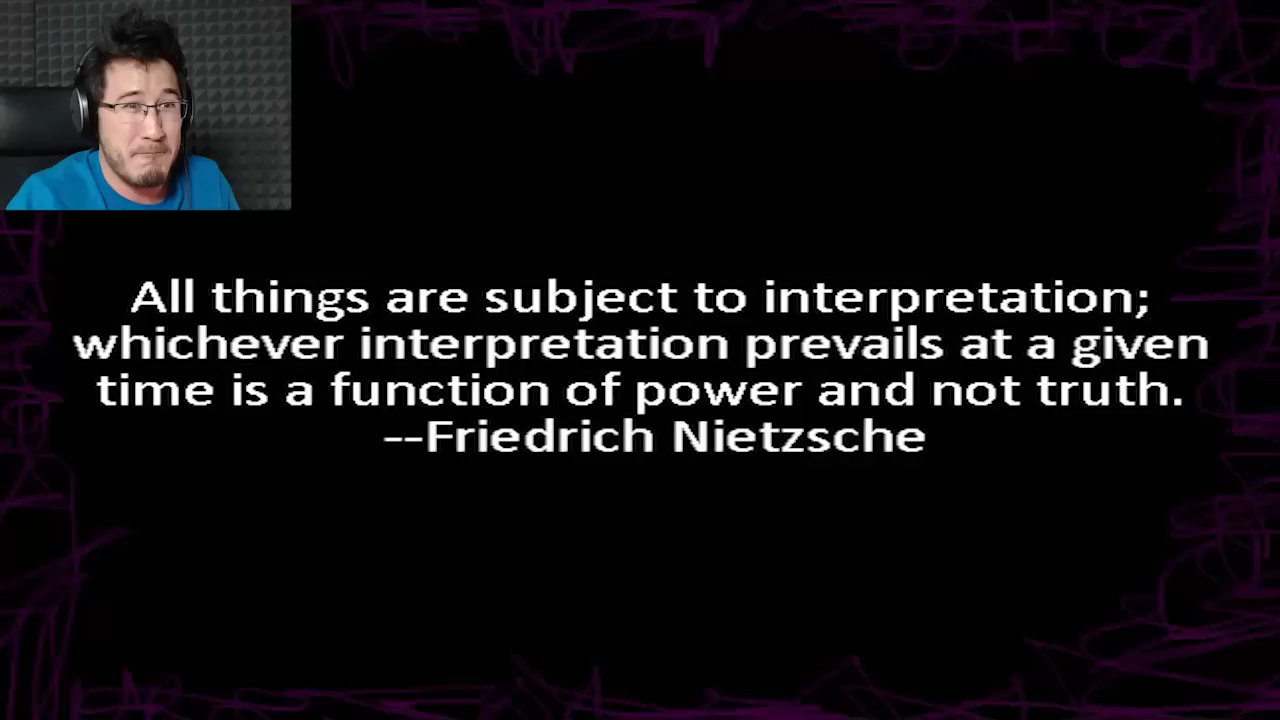 All things are subject to interpretation;
whichever interpretation prevails at a given
time is a function of power and not truth.
--Friedrich Nietzsche